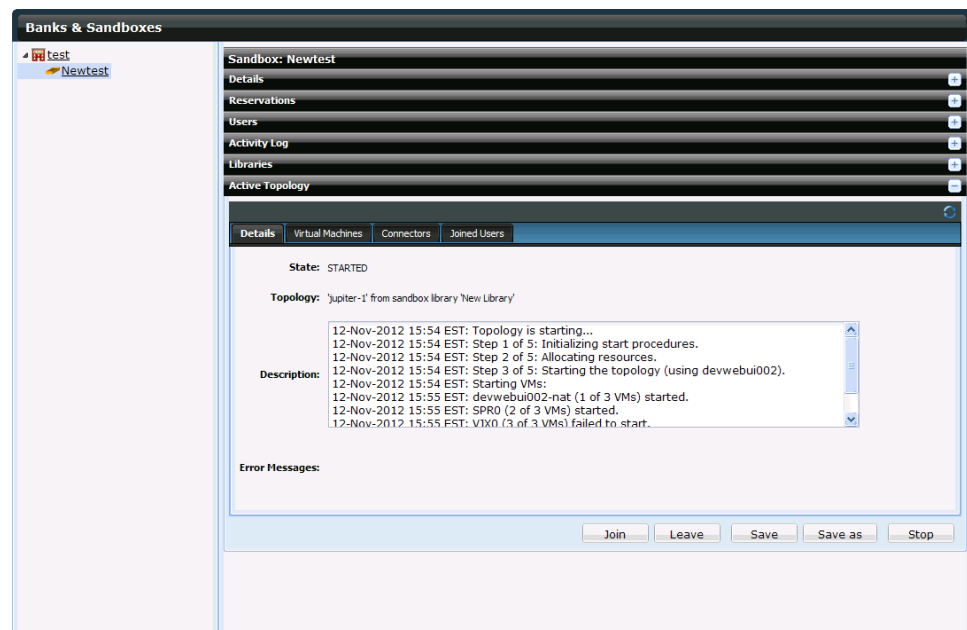 Banks & Sandboxes
test
Newtest
Sandbox: Newtest
Details
Reservations
Users
Activity Log
Libraries
Active Topology
Details Virtual Machines Connectors Joined Users
State: STARTED
Topology: 'jupiter-1' from sandbox library 'New Library'
Description:
12-Nov-2012 15:54 EST: Topology is starting...
12-Nov-2012 15:54 EST: Step 1 of 5: Initializing start procedures.
12-Nov-2012 15:54 EST: Step 2 of 5: Allocating resources.
12-Nov-2012 15:54 EST: Step 3 of 5: Starting the topology (using devwebui002).
12-Nov-2012 15:54 EST: Starting VMs:
12-Nov-2012 15:55 EST: devwebui002-nat (1 of 3 VMs) started.
12-Nov-2012 15:55 EST: SPR0 (2 of 3 VMs) started.
12-Nov-2012 15:55 EST: VJX0 (3 of 3 VMs) failed to start.
Error Messages:
Join Leave Save Save as Stop